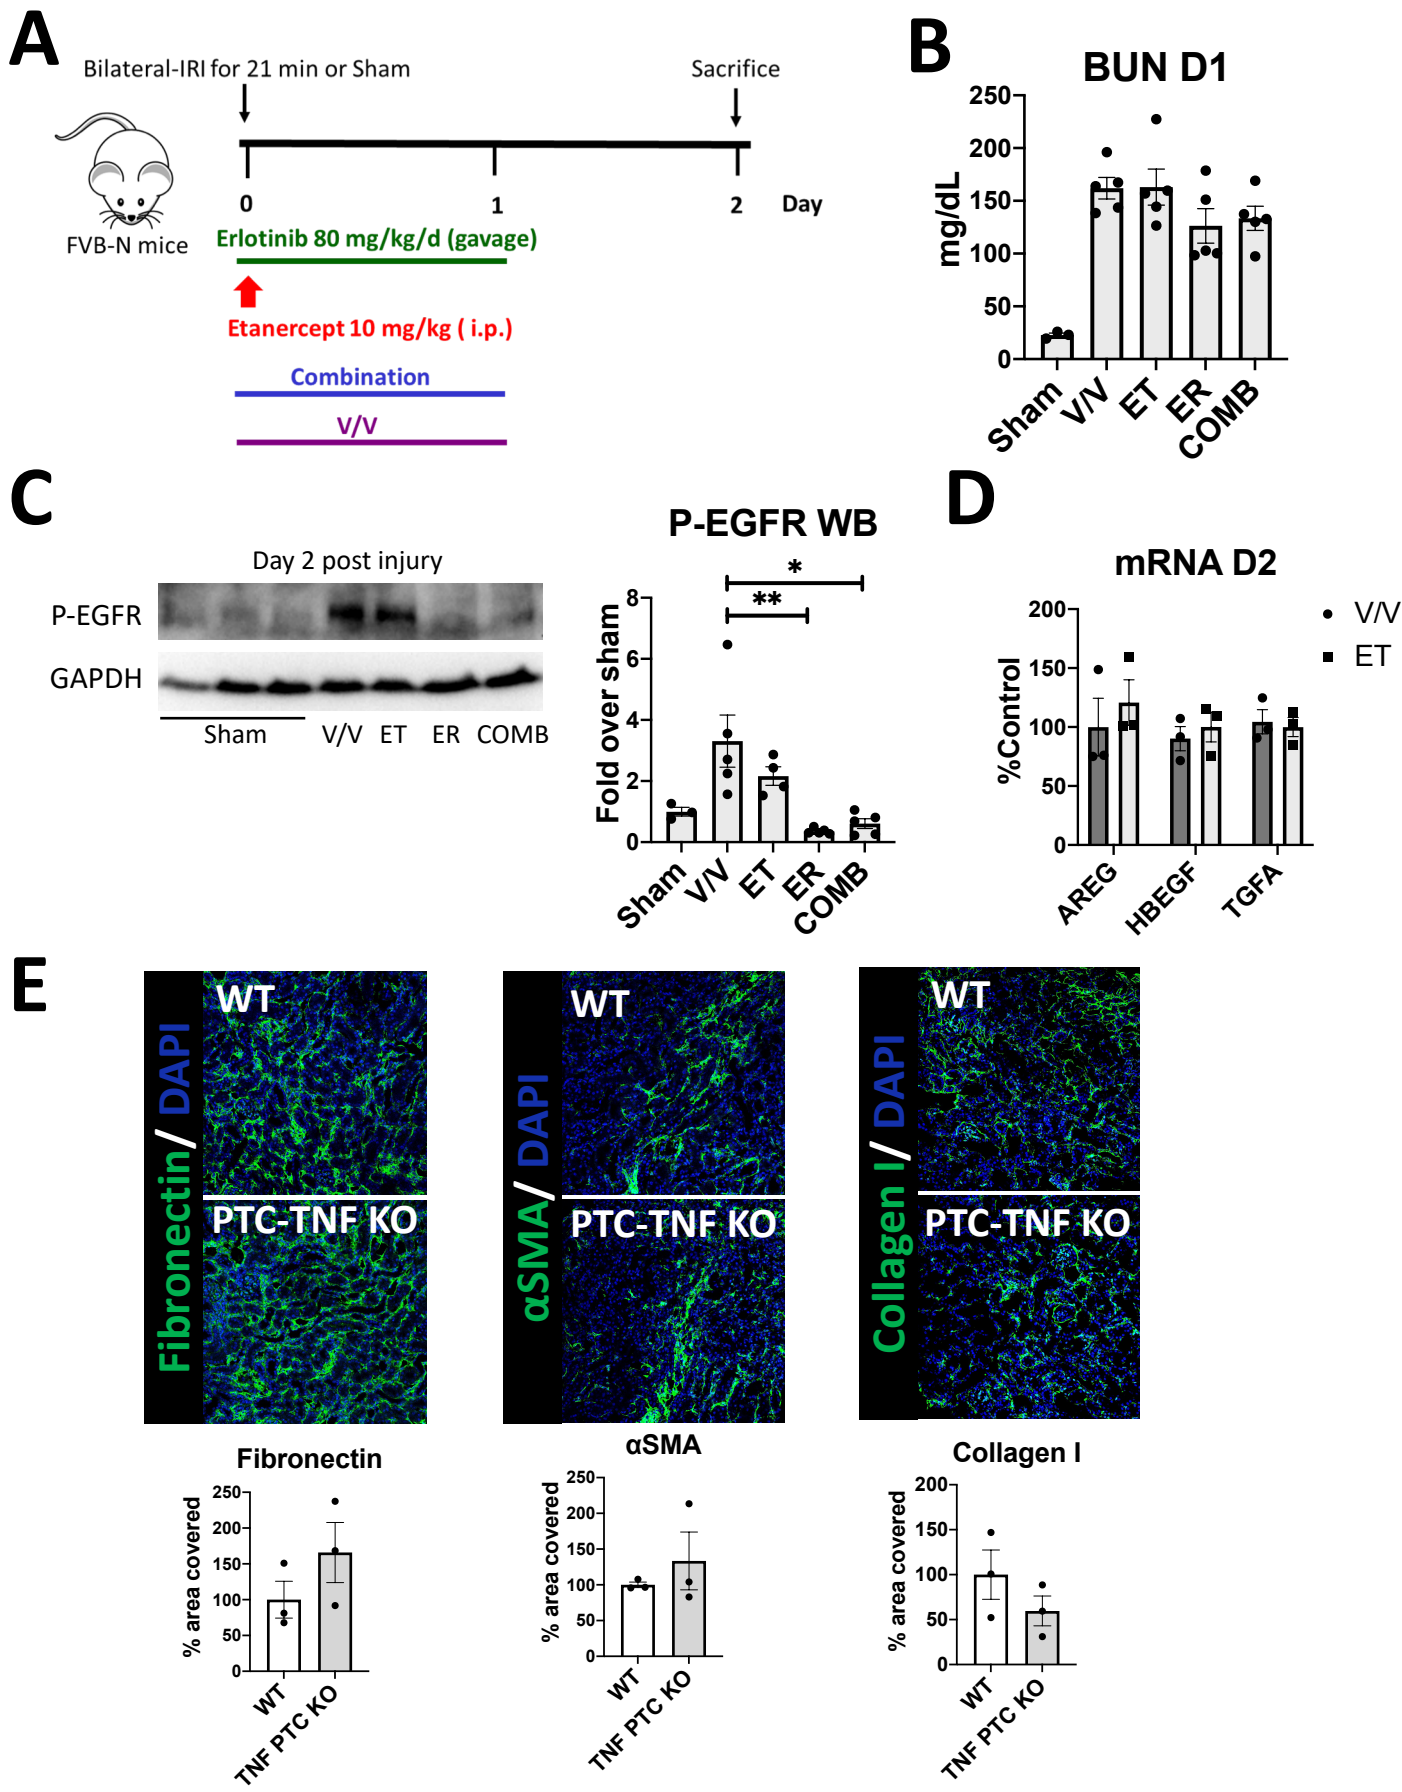 A
Bilateral-IRI for 21 min or Sham
Sacrifice
0
1
2
Day
FVB-N mice
Erlotinib 80 mg/kg/d (gavage)
Etanercept 10 mg/kg ( i.p.)
Combination
V/V
B
BUN D1
mg/dL
250
200
150
100
50
0
Sham
V/V
ET
ER
COMB
C
Day 2 post injury
P-EGFR
GAPDH
Sham
V/V
ET
ER
COMB
P-EGFR WB
Fold over sham
8
6
4
2
0
*
**
Sham
V/V
ET
ER
COMB
D
mRNA D2
%Control
200
150
100
50
0
AREG
HBEGF
TGFA
V/V
ET
E
Fibronectin/ DAPI
WT
PTC-TNF KO
αSMA/ DAPI
WT
PTC-TNF KO
Collagen I/ DAPI
WT
PTC-TNF KO
Fibronectin
% area covered
250
200
150
100
50
0
WT
TNF PTC KO
αSMA
% area covered
250
200
150
100
50
0
WT
TNF PTC KO
Collagen I
% area covered
200
150
100
50
0
WT
TNF PTC KO